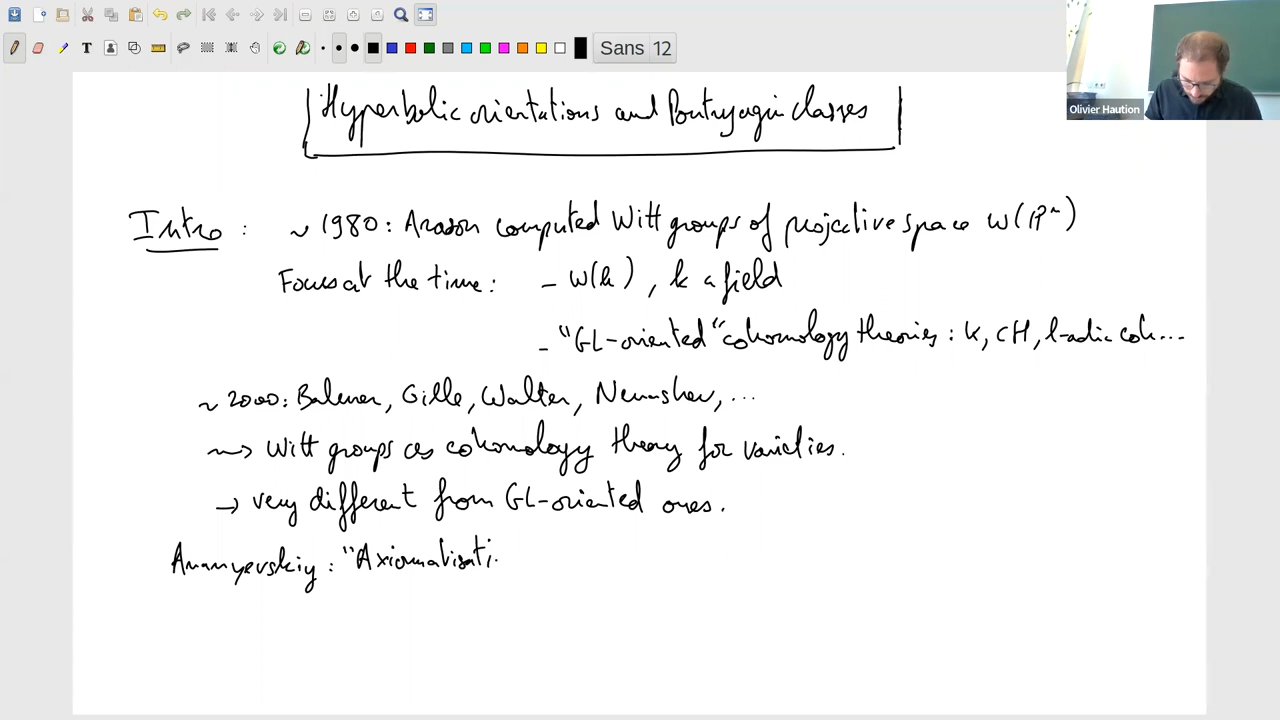 Sans 12
Olivier Haution
Hyperbolic orientations and Pontryagin classes
Intro : ~ 1980 : Arason computed Witt groups of projective space W(ℙⁿ)
Focus at the time : - W(k), k a field
- "GL-oriented" cohomology theories : K, CH, l-adic coh...
~ 2000 : Balmer, Gille, Walter, Nenashev, ...
~> Witt groups as cohomology theory for varieties.
→ very different from GL-oriented ones.
Ananyevskiy : "Axiomatisati